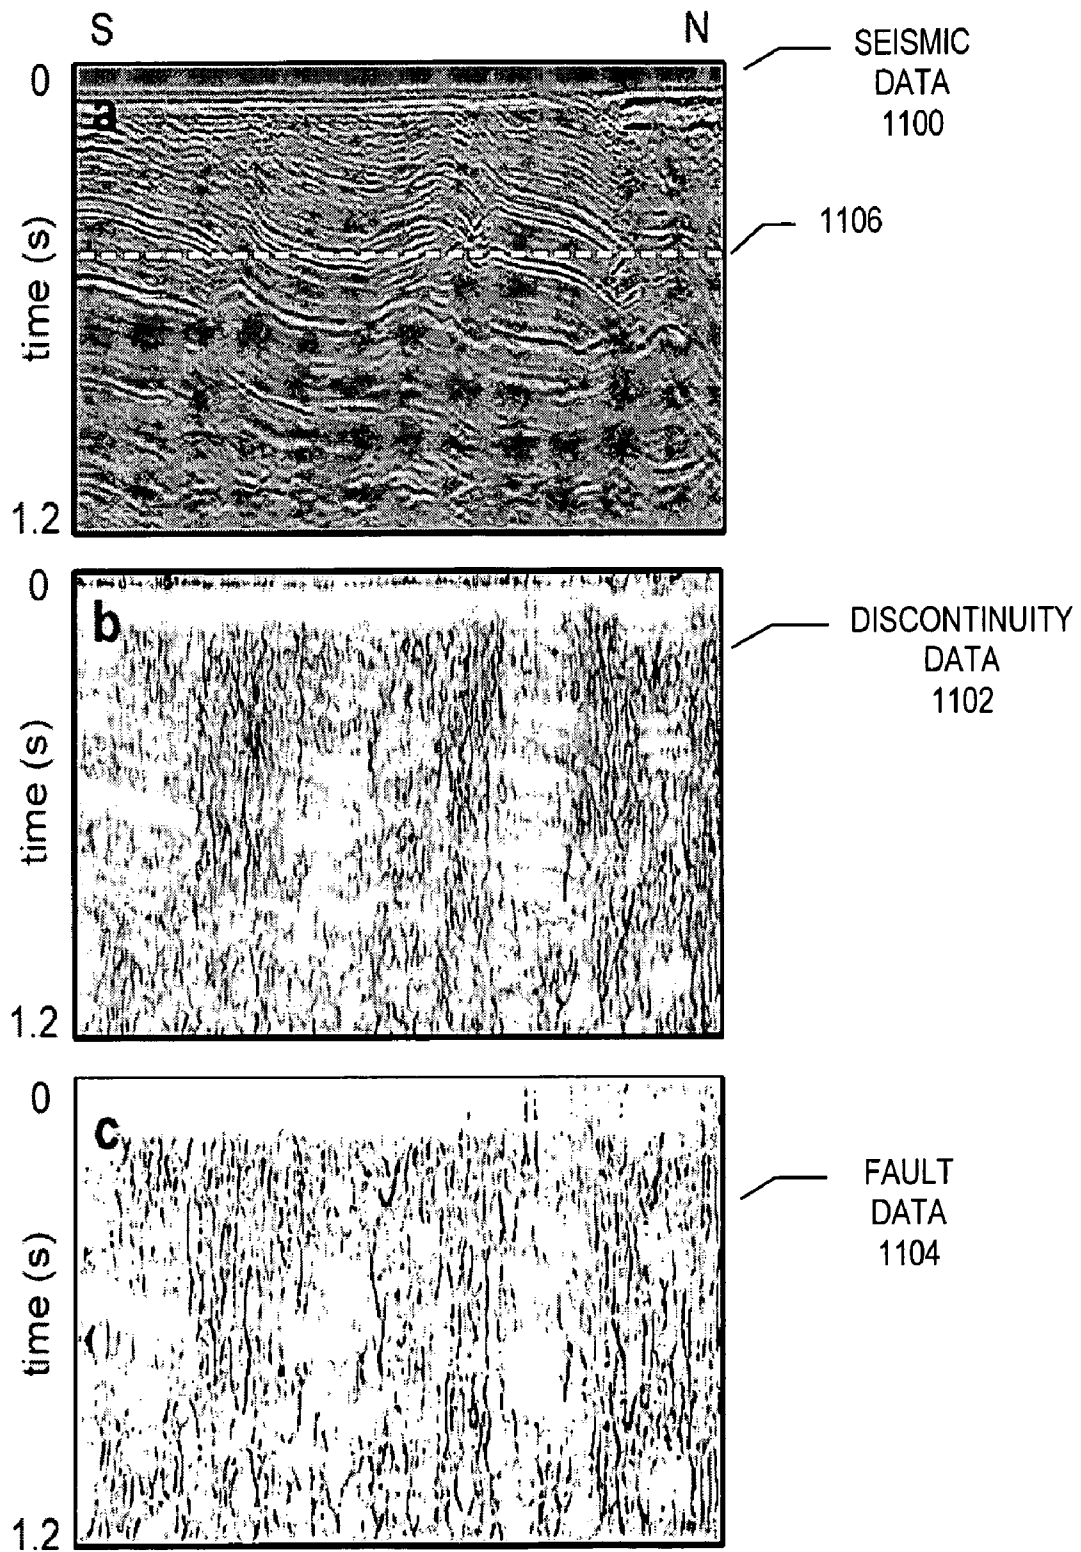 S
N
0
a
time (s)
1.2
SEISMIC
DATA
1100
1106
0
b
time (s)
1.2
DISCONTINUITY
DATA
1102
0
c
time (s)
1.2
FAULT
DATA
1104